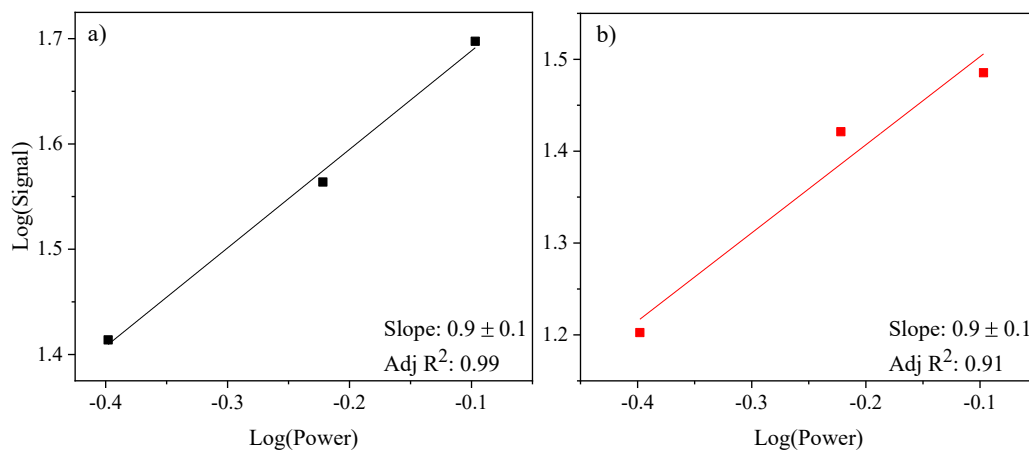 a)
1.7
1.6
1.5
1.4
Log(Signal)
Slope: 0.9 ± 0.1
Adj R²: 0.99
-0.4
-0.3
-0.2
-0.1
Log(Power)
b)
1.5
1.4
1.3
1.2
Slope: 0.9 ± 0.1
Adj R²: 0.91
-0.4
-0.3
-0.2
-0.1
Log(Power)